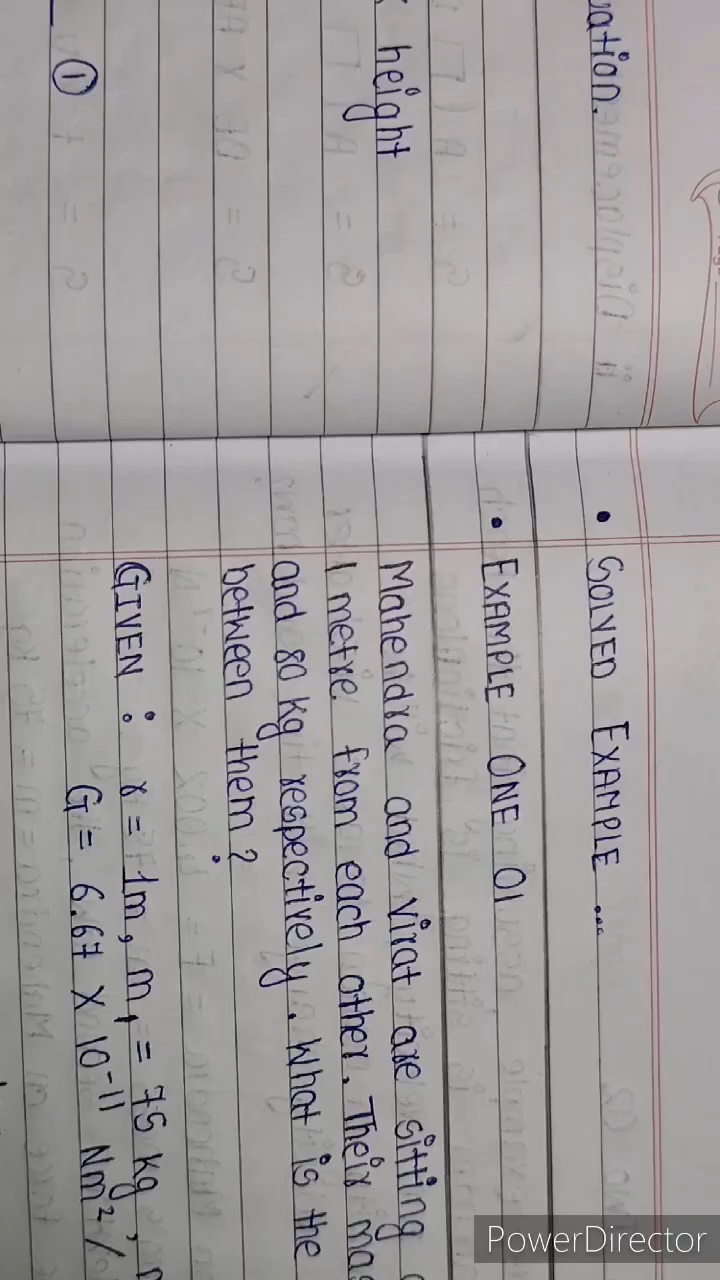 uation.
height
①
• SOLVED EXAMPLE ...
• EXAMPLE ONE 01
Mahendra and virat are sitting
1 metre from each other. Their mas
and 80 kg respectively. What is the
between them?
GIVEN : r = 1m, m₁ = 75 kg,
G = 6.67 X 10⁻¹¹ Nm²/
PowerDirector